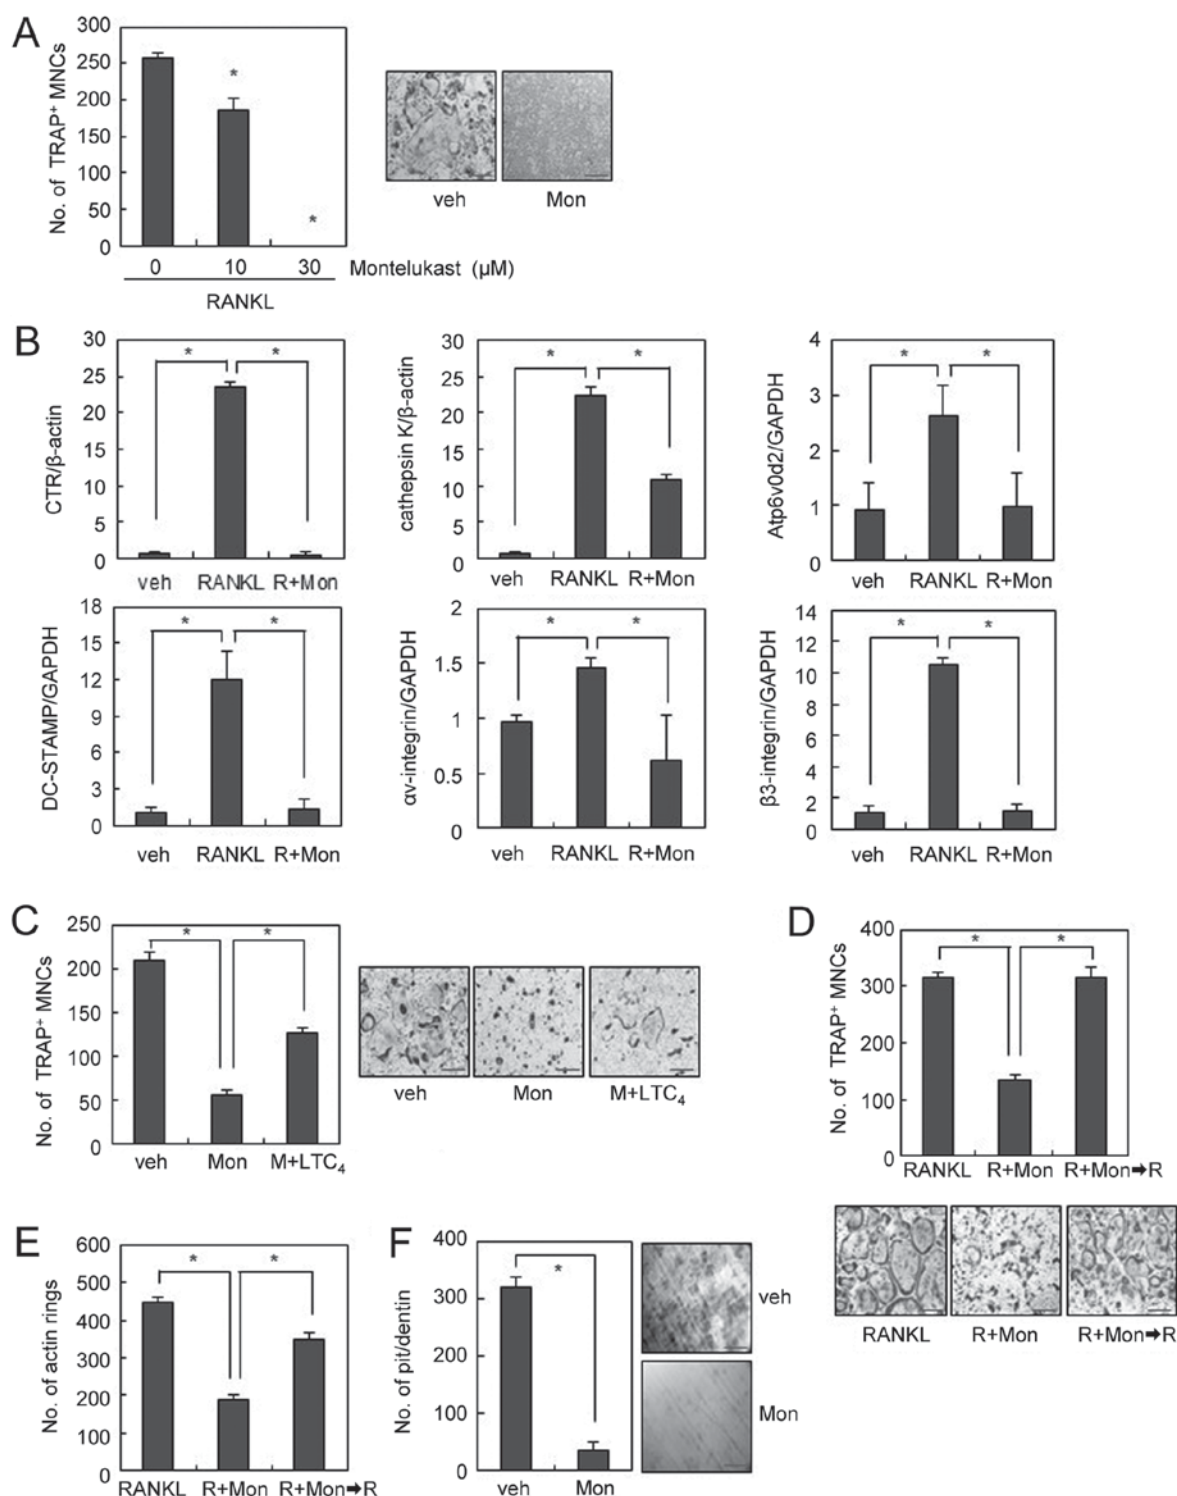 A
No. of TRAP+ MNCs
300
250
200
150
100
50
0
*
*
0 10 30 Montelukast (µM)
RANKL
veh Mon
B
CTR/β-actin
30
25
20
15
10
5
0
* *
veh RANKL R+Mon
cathepsin K/β-actin
30
25
20
15
10
5
0
* *
veh RANKL R+Mon
Atp6v0d2/GAPDH
4
3
2
1
0
* *
veh RANKL R+Mon
DC-STAMP/GAPDH
18
15
12
9
6
3
0
* *
veh RANKL R+Mon
αv-integrin/GAPDH
2
1.5
1
0.5
0
* *
veh RANKL R+Mon
β3-integrin/GAPDH
14
12
10
8
6
4
2
0
* *
veh RANKL R+Mon
C
No. of TRAP+ MNCs
250
200
150
100
50
0
* *
veh Mon M+LTC4
veh Mon M+LTC4
D
No. of TRAP+ MNCs
400
300
200
100
0
* *
RANKL R+Mon R+Mon➡R
RANKL R+Mon R+Mon➡R
E
No. of actin rings
600
500
400
300
200
100
0
* *
RANKL R+Mon R+Mon➡R
F
No. of pit/dentin
400
300
200
100
0
*
veh Mon
veh
Mon